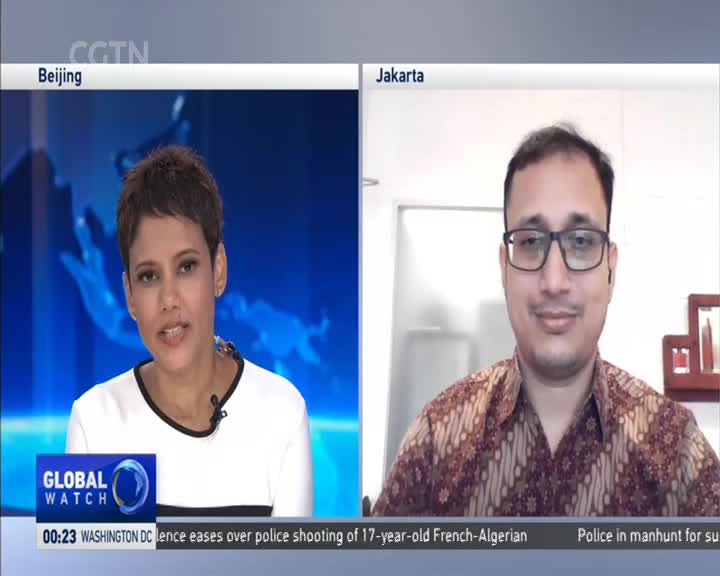 CGTN
Beijing
Jakarta
GLOBAL
WATCH
00:23 WASHINGTON DC
lence eases over police shooting of 17-year-old French-Algerian Police in manhunt for su